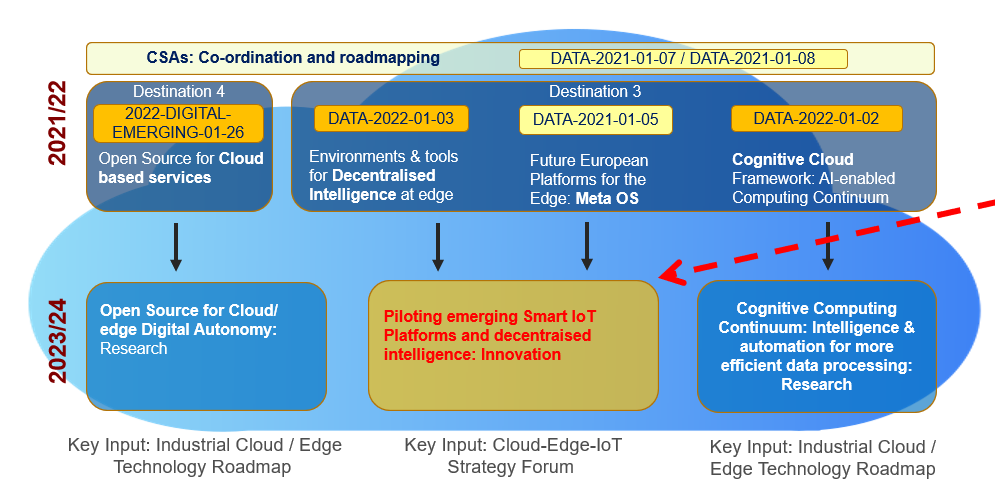 CSAs: Co-ordination and roadmapping
DATA-2021-01-07 / DATA-2021-01-08
2021/22
Destination 4
2022-DIGITAL-
EMERGING-01-26
Open Source for Cloud
based services
Destination 3
DATA-2022-01-03
Environments & tools
for Decentralised
Intelligence at edge
DATA-2021-01-05
Future European
Platforms for the
Edge: Meta OS
DATA-2022-01-02
Cognitive Cloud
Framework: AI-enabled
Computing Continuum
2023/24
Open Source for Cloud/
edge Digital Autonomy:
Research
Piloting emerging Smart IoT
Platforms and decentraised
intelligence: Innovation
Cognitive Computing
Continuum: Intelligence &
automation for more
efficient data processing:
Research
Key Input: Industrial Cloud / Edge
Technology Roadmap
Key Input: Cloud-Edge-IoT
Strategy Forum
Key Input: Industrial Cloud /
Edge Technology Roadmap